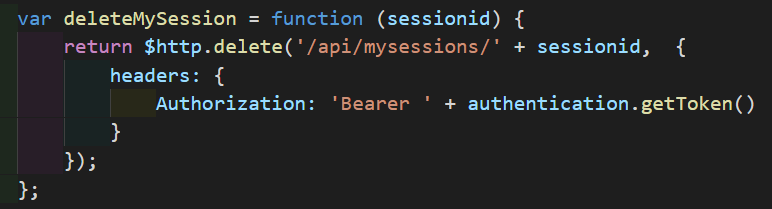 var deleteMySession = function (sessionid) {
    return $http.delete('/api/mysessions/' + sessionid,  {
        headers: {
            Authorization: 'Bearer ' + authentication.getToken()
        }
    });
};